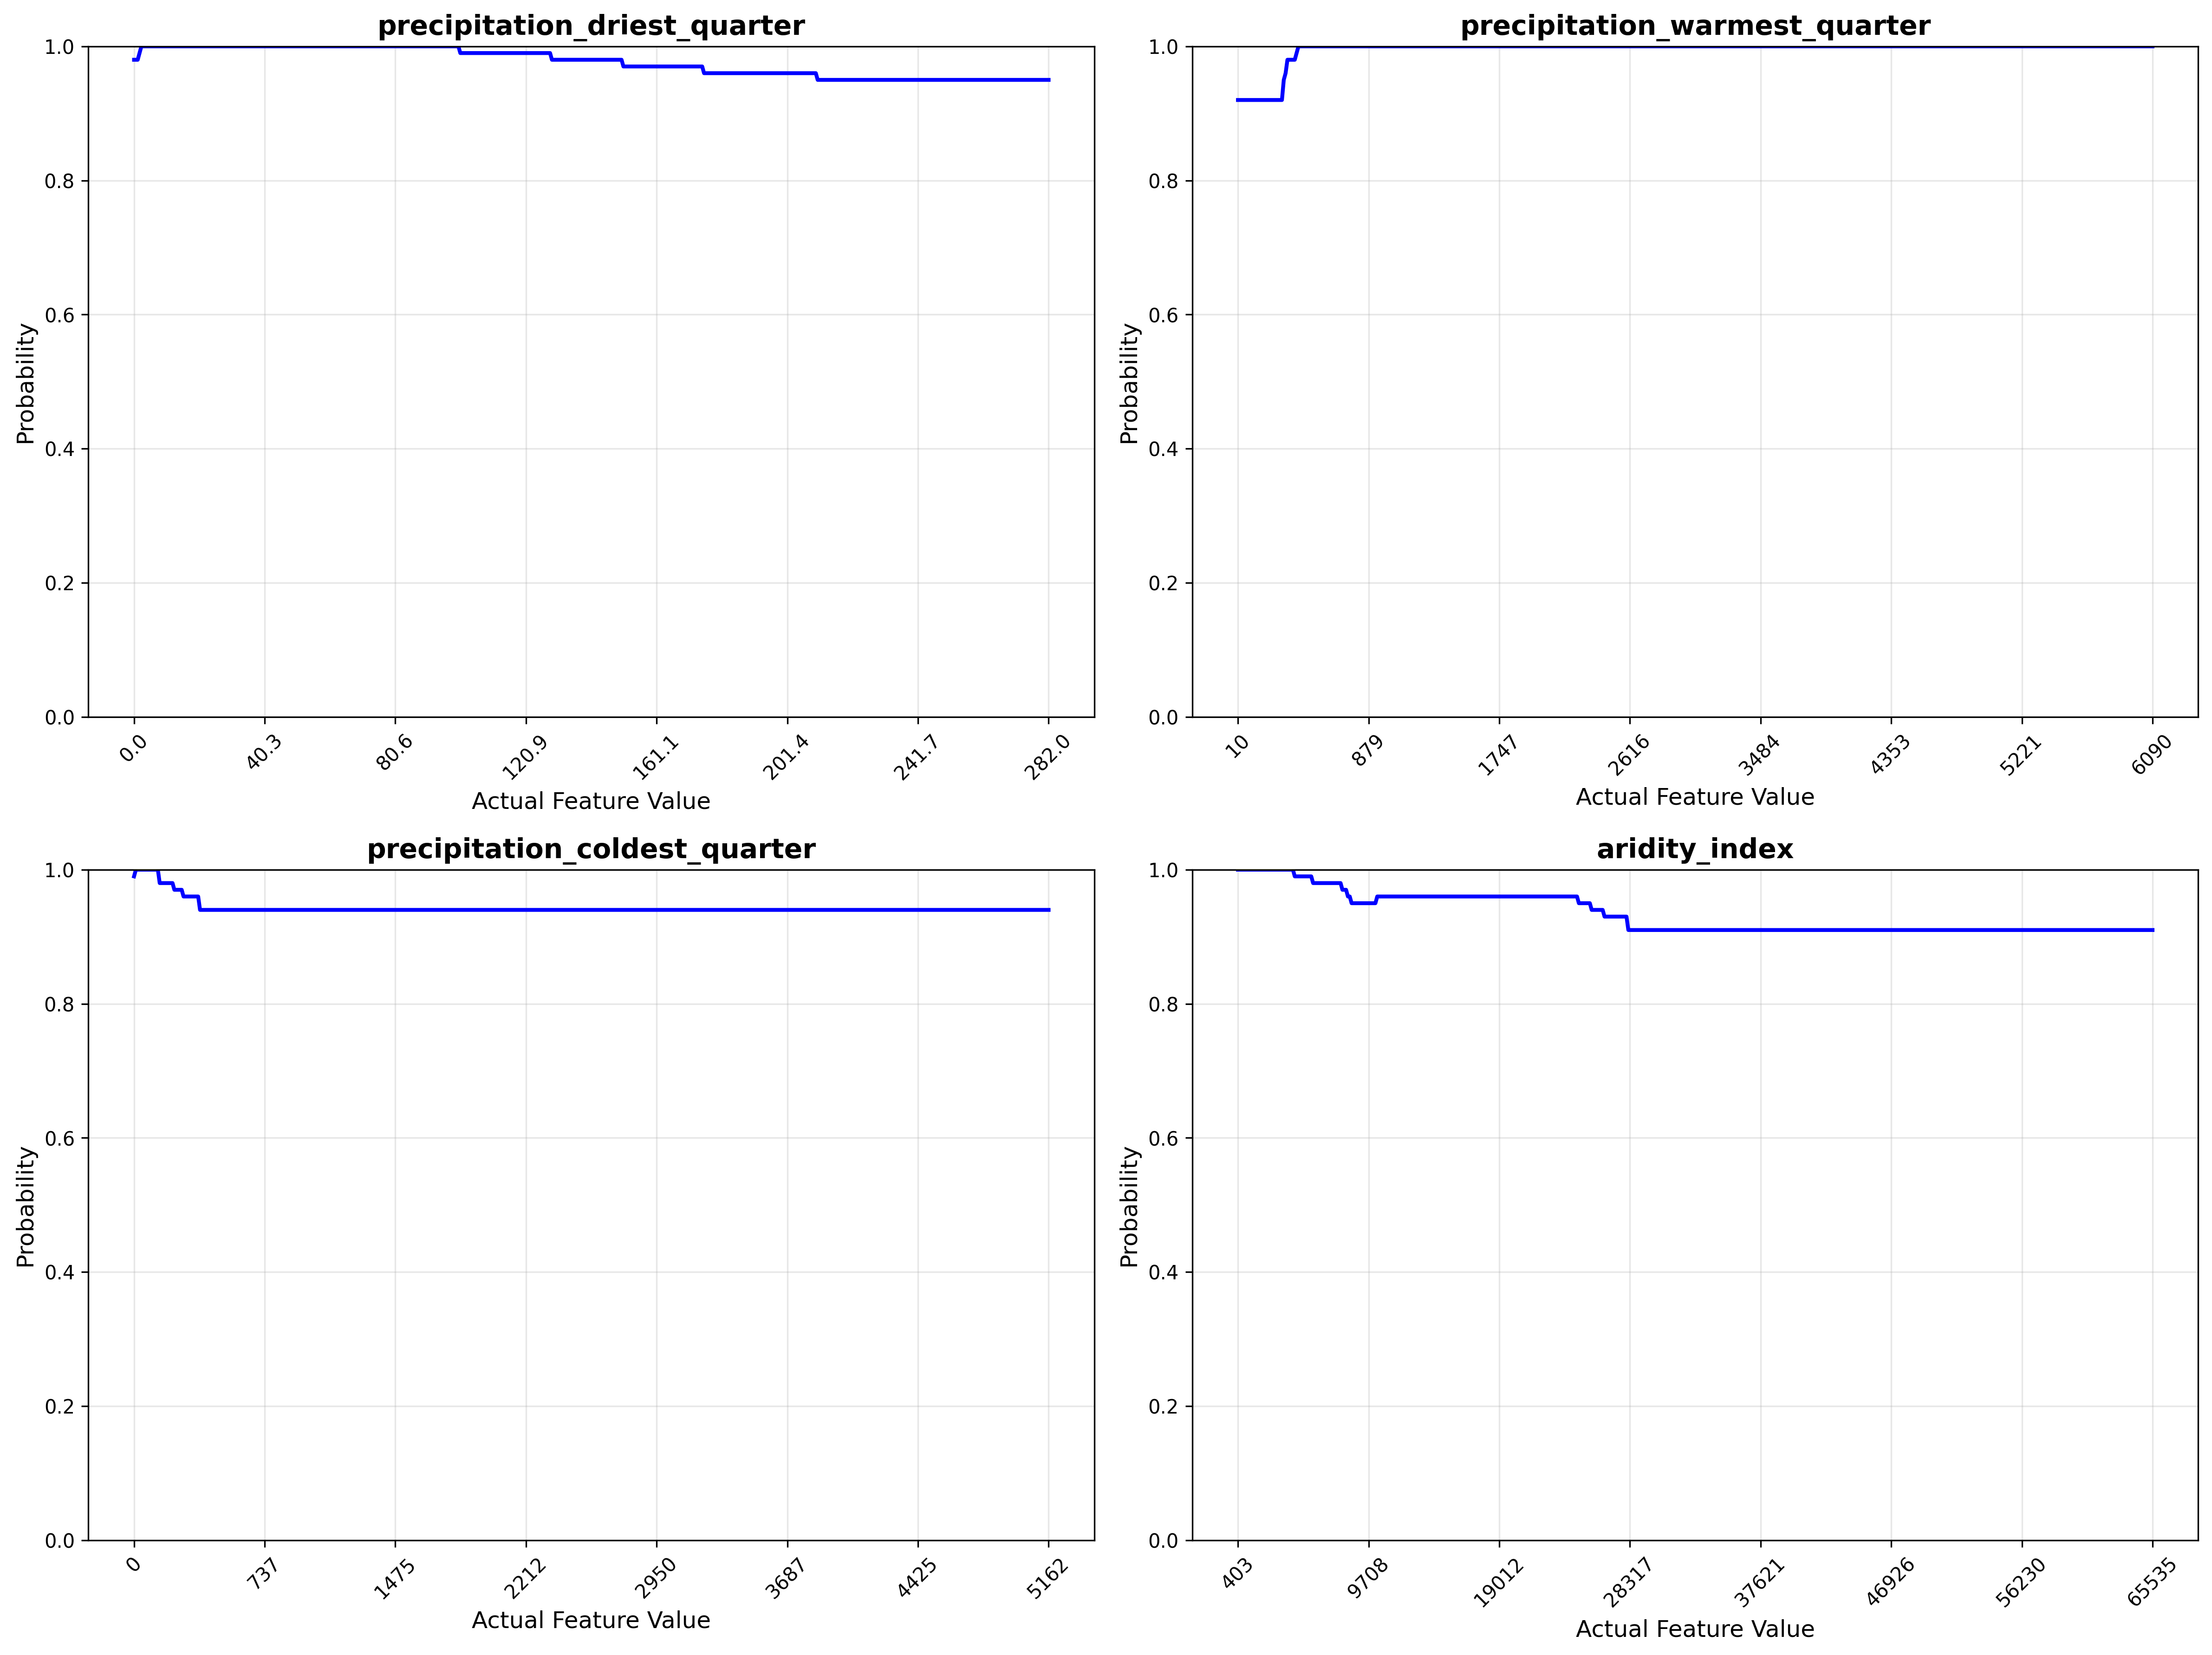 precipitation_driest_quarter
1.0
0.8
0.6
0.4
0.2
0.0
Probability
0.0 40.3 80.6 120.9 161.1 201.4 241.7 282.0
Actual Feature Value
precipitation_warmest_quarter
1.0
0.8
0.6
0.4
0.2
0.0
Probability
10 879 1747 2616 3484 4353 5221 6090
Actual Feature Value
precipitation_coldest_quarter
1.0
0.8
0.6
0.4
0.2
0.0
Probability
0 737 1475 2212 2950 3687 4425 5162
Actual Feature Value
aridity_index
1.0
0.8
0.6
0.4
0.2
0.0
Probability
403 9708 19012 28317 37621 46926 56230 65535
Actual Feature Value